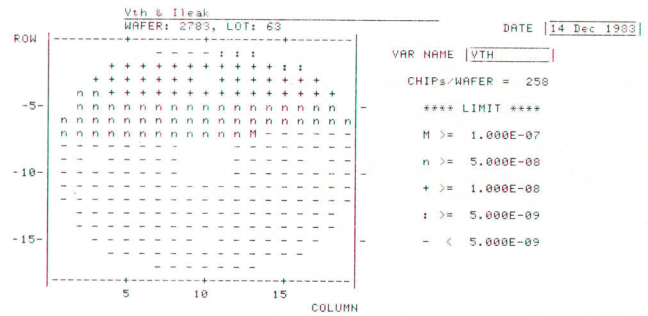 Vth & Ileak
WAFER: 2783, LOT: 63
DATE |14 Dec 1983|
ROW
VAR NAME |VTH |
CHIPs/WAFER = 258
**** LIMIT ****
M >= 1.000E-07
n >= 5.000E-08
+ >= 1.000E-08
: >= 5.000E-09
- < 5.000E-09
- - - - : : :
+ + + + + + + + + + + : :
+ + + + + + + + + + + + + +
n n + + + + + + + + + + + + + +
-5- n n n n n n n n n n n n n n n n n -
n n n n n n n n n n n n n n n n n n n
n n n n n n n n n n n n M - - - - - -
-10-
-15-
5 10 15
COLUMN